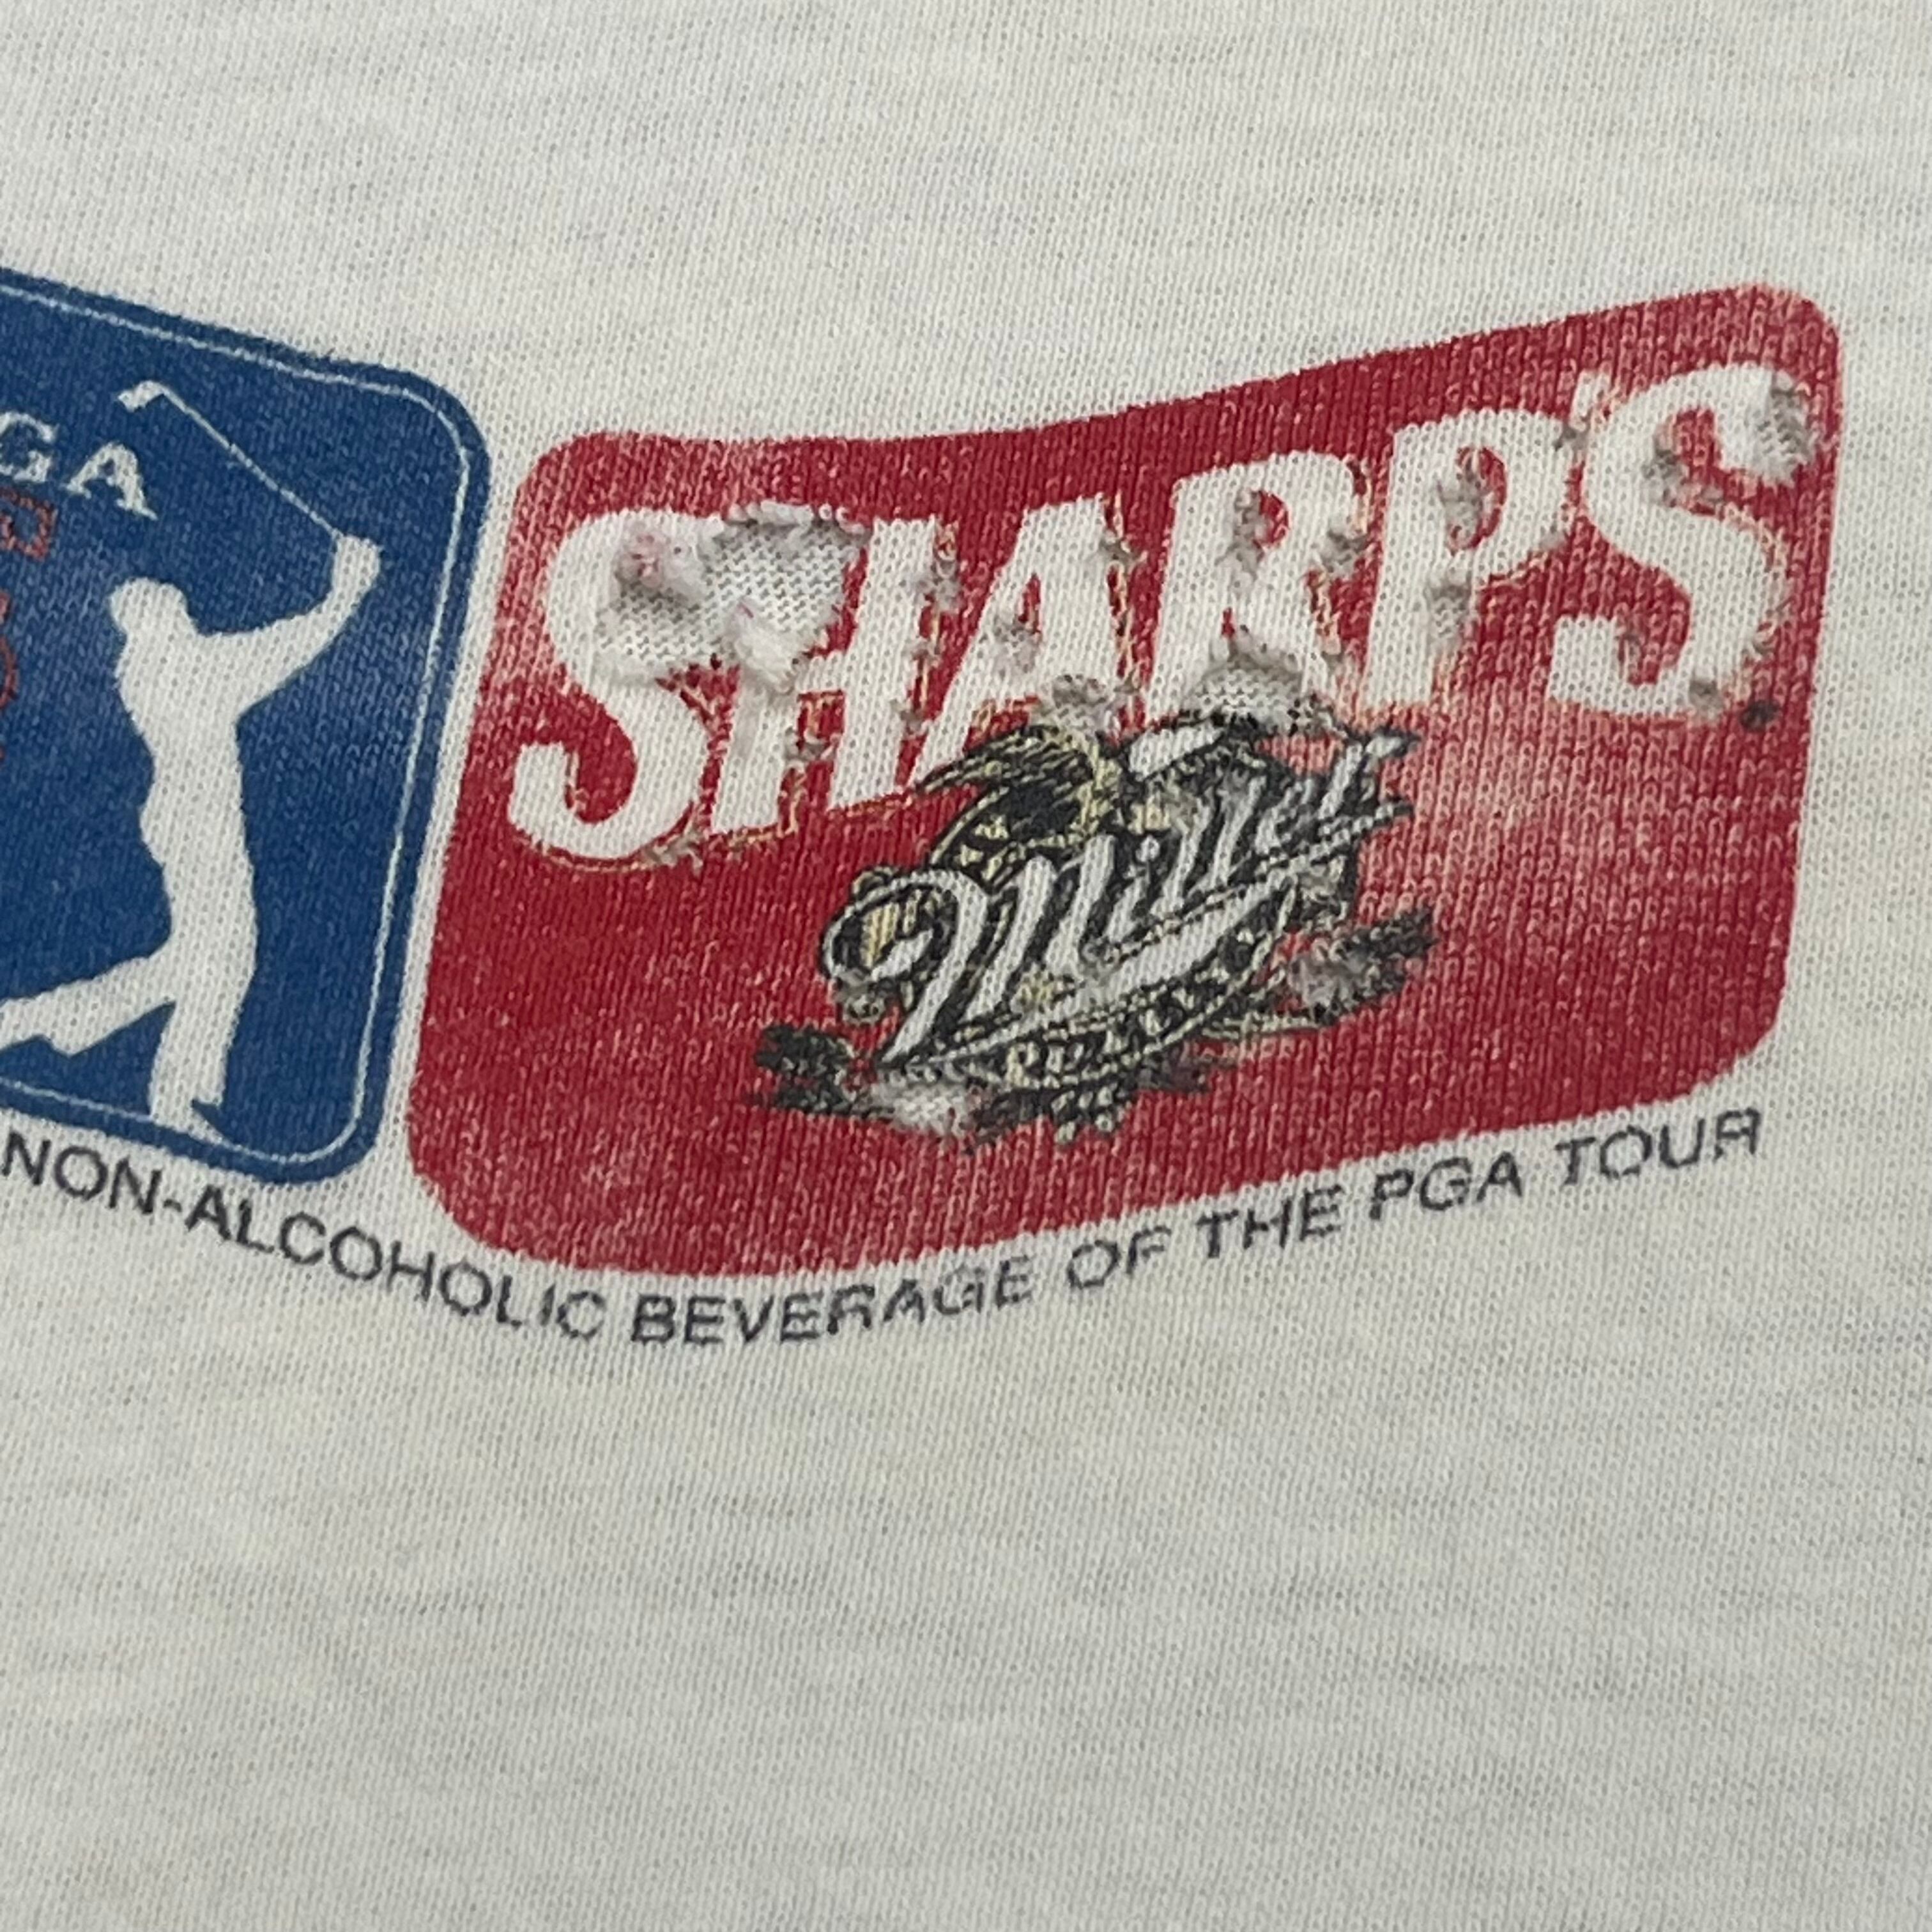 GA
SHARP'S.
Miller
NON-ALCOHOLIC BEVERAGE OF THE PGA TOUR